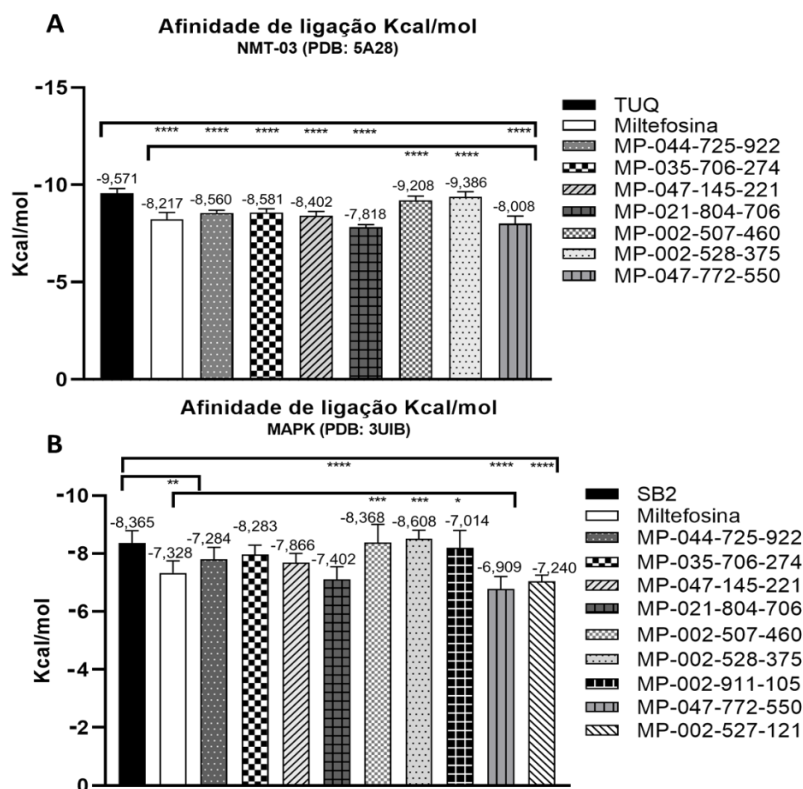 A
Afinidade de ligação Kcal/mol
NMT-03 (PDB: 5A28)
-15
-10
-5
0
Kcal/mol
**** **** **** **** **** ****
**** ****
-9,571
-8,217
-8,560
-8,581
-8,402
-7,818
-9,208
-9,386
-8,008
TUQ
Miltefosina
MP-044-725-922
MP-035-706-274
MP-047-145-221
MP-021-804-706
MP-002-507-460
MP-002-528-375
MP-047-772-550
Afinidade de ligação Kcal/mol
MAPK (PDB: 3UIB)
B
-10
-8
-6
-4
-2
0
Kcal/mol
**** **** ****
**
*** *** *
-8,365
-7,328
-7,284
-8,283
-7,866
-7,402
-8,368
-8,608
-7,014
-6,909
-7,240
SB2
Miltefosina
MP-044-725-922
MP-035-706-274
MP-047-145-221
MP-021-804-706
MP-002-507-460
MP-002-528-375
MP-002-911-105
MP-047-772-550
MP-002-527-121